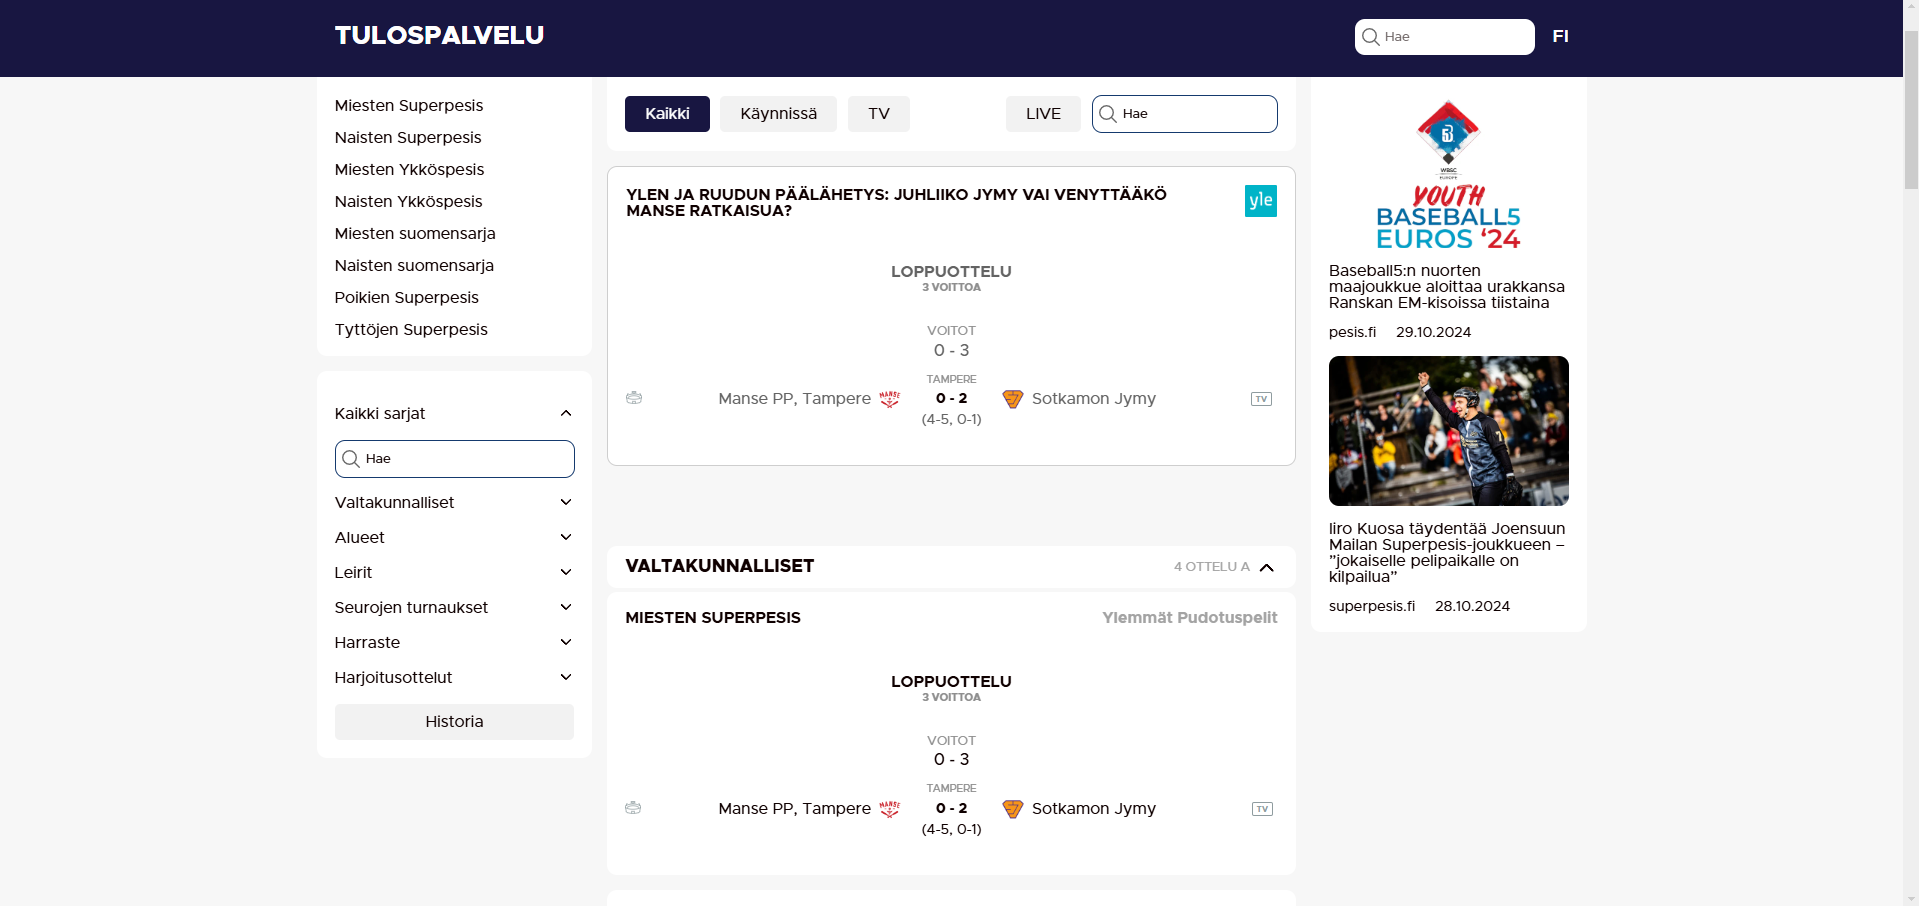 TULOSPALVELU
Hae
FI
Miesten Superpesis
Naisten Superpesis
Miesten Ykköspesis
Naisten Ykköspesis
Miesten suomensarja
Naisten suomensarja
Poikien Superpesis
Tyttöjen Superpesis
Kaikki sarjat
Hae
Valtakunnalliset
Alueet
Leirit
Seurojen turnaukset
Harraste
Harjoitusottelut
Historia
Kaikki
Käynnissä
TV
LIVE
Hae
YLEN JA RUUDUN PÄÄLÄHETYS: JUHLIIKO JYMY VAI VENYTTÄÄKÖ
MANSE RATKAISUA?
yle
LOPPUOTTELU
3 VOITTOA
VOITOT
0 - 3
TAMPERE
Manse PP, Tampere MANSE 0 - 2 Sotkamon Jymy TV
(4-5, 0-1)
VALTAKUNNALLISET 4 OTTELU A
MIESTEN SUPERPESIS Ylemmät Pudotuspelit
LOPPUOTTELU
3 VOITTOA
VOITOT
0 - 3
TAMPERE
Manse PP, Tampere MANSE 0 - 2 Sotkamon Jymy TV
(4-5, 0-1)
WBSC
EUROPE
YOUTH
BASEBALL5
EUROS ‘24
Baseball5:n nuorten
maajoukkue aloittaa urakkansa
Ranskan EM-kisoissa tiistaina
pesis.fi 29.10.2024
Iiro Kuosa täydentää Joensuun
Mailan Superpesis-joukkueen –
”jokaiselle pelipaikalle on
kilpailua”
superpesis.fi 28.10.2024